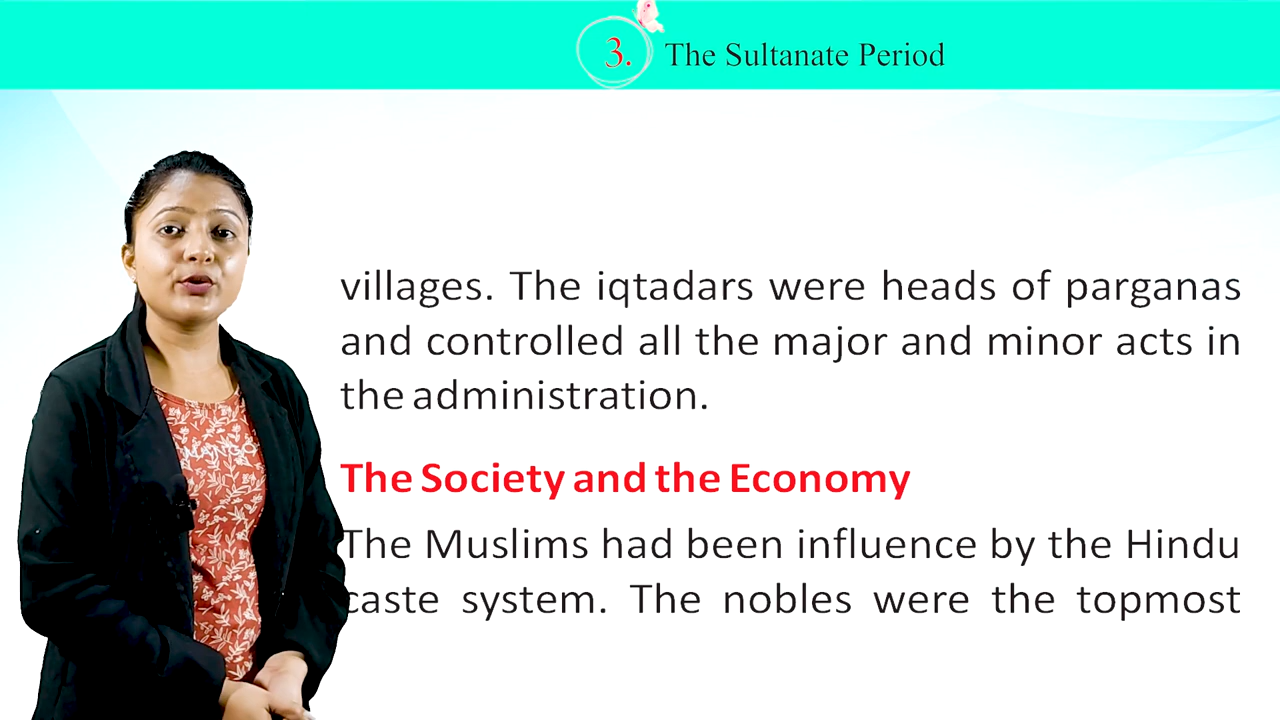 3. The Sultanate Period
villages. The iqtadars were heads of parganas
and controlled all the major and minor acts in
the administration.
The Society and the Economy
The Muslims had been influence by the Hindu
caste system. The nobles were the topmost
MANGO